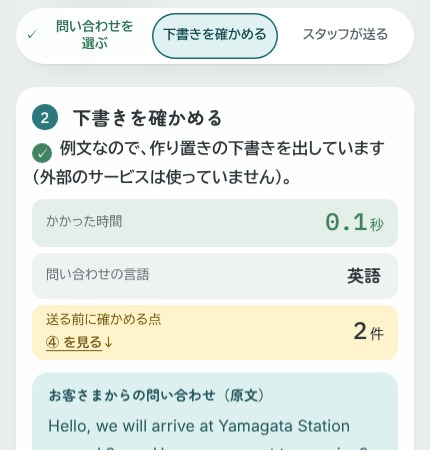 ✓ 問い合わせを
選ぶ
下書きを確かめる
スタッフが送る
2 下書きを確かめる
✓ 例文なので、作り置きの下書きを出しています
（外部のサービスは使っていません）。
かかった時間
0.1秒
問い合わせの言語
英語
送る前に確かめる点
④ を見る↓
2件
お客さまからの問い合わせ（原文）
Hello, we will arrive at Yamagata Station